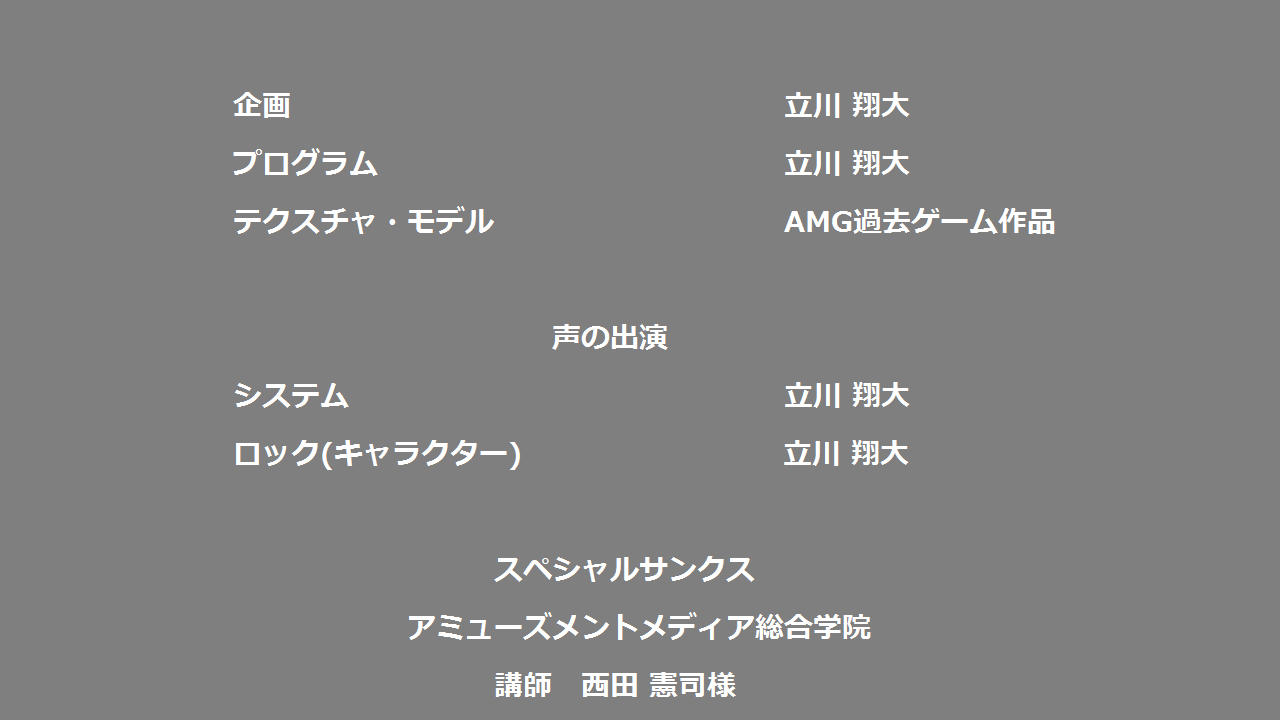 企画 立川 翔大
プログラム 立川 翔大
テクスチャ・モデル AMG過去ゲーム作品
声の出演
システム 立川 翔大
ロック(キャラクター) 立川 翔大
スペシャルサンクス
アミューズメントメディア総合学院
講師　西田 憲司様